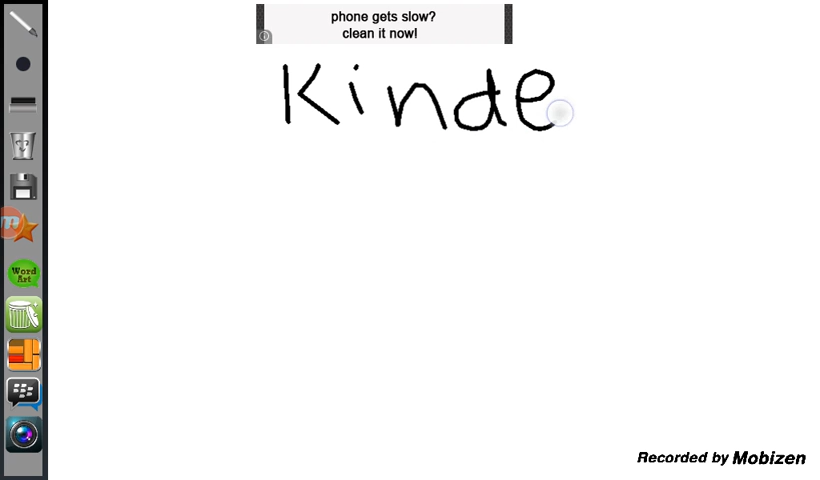 phone gets slow?
clean it now!
Kinde
Word
Art
Recorded by Mobizen